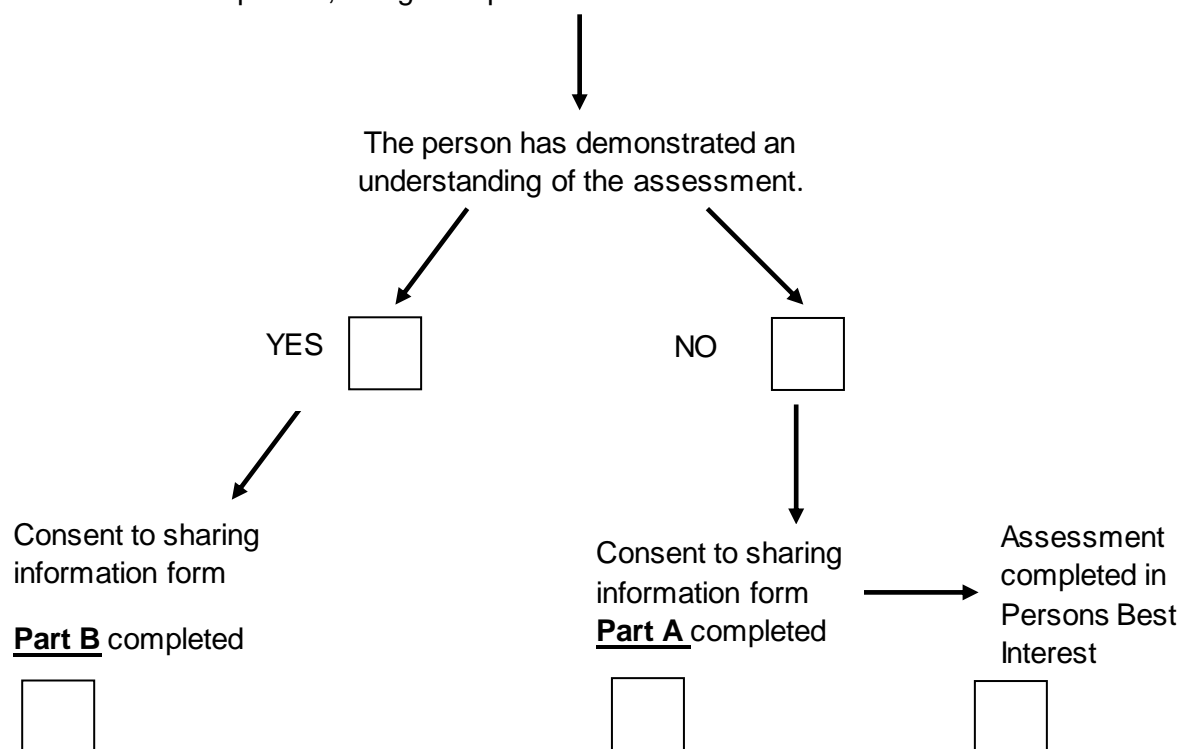 The person has demonstrated an
understanding of the assessment.
YES
NO
Consent to sharing
information form
Part B completed
Consent to sharing
information form
Part A completed
Assessment
completed in
Persons Best
Interest